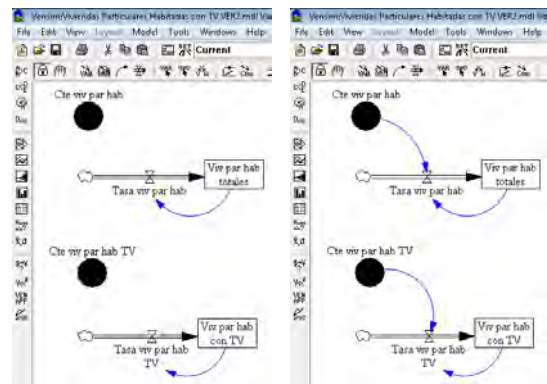 Vensim:Viviendas Particulares Habitadas con TV VER2.mdl
File Edit View Layout Model Tools Windows Help
Current
Cte viv par hab
Viv par hab
totales
Tasa viv par hab
Cte viv par hab TV
Viv par hab
con TV
Tasa viv par hab
TV
Vensim:Viviendas Particulares Habitadas con TV VER2.mdl
File Edit View Layout Model Tools Windows Help
Current
Cte viv par hab
Viv par hab
totales
Tasa viv par hab
Cte viv par hab TV
Viv par hab
con TV
Tasa viv par hab
TV